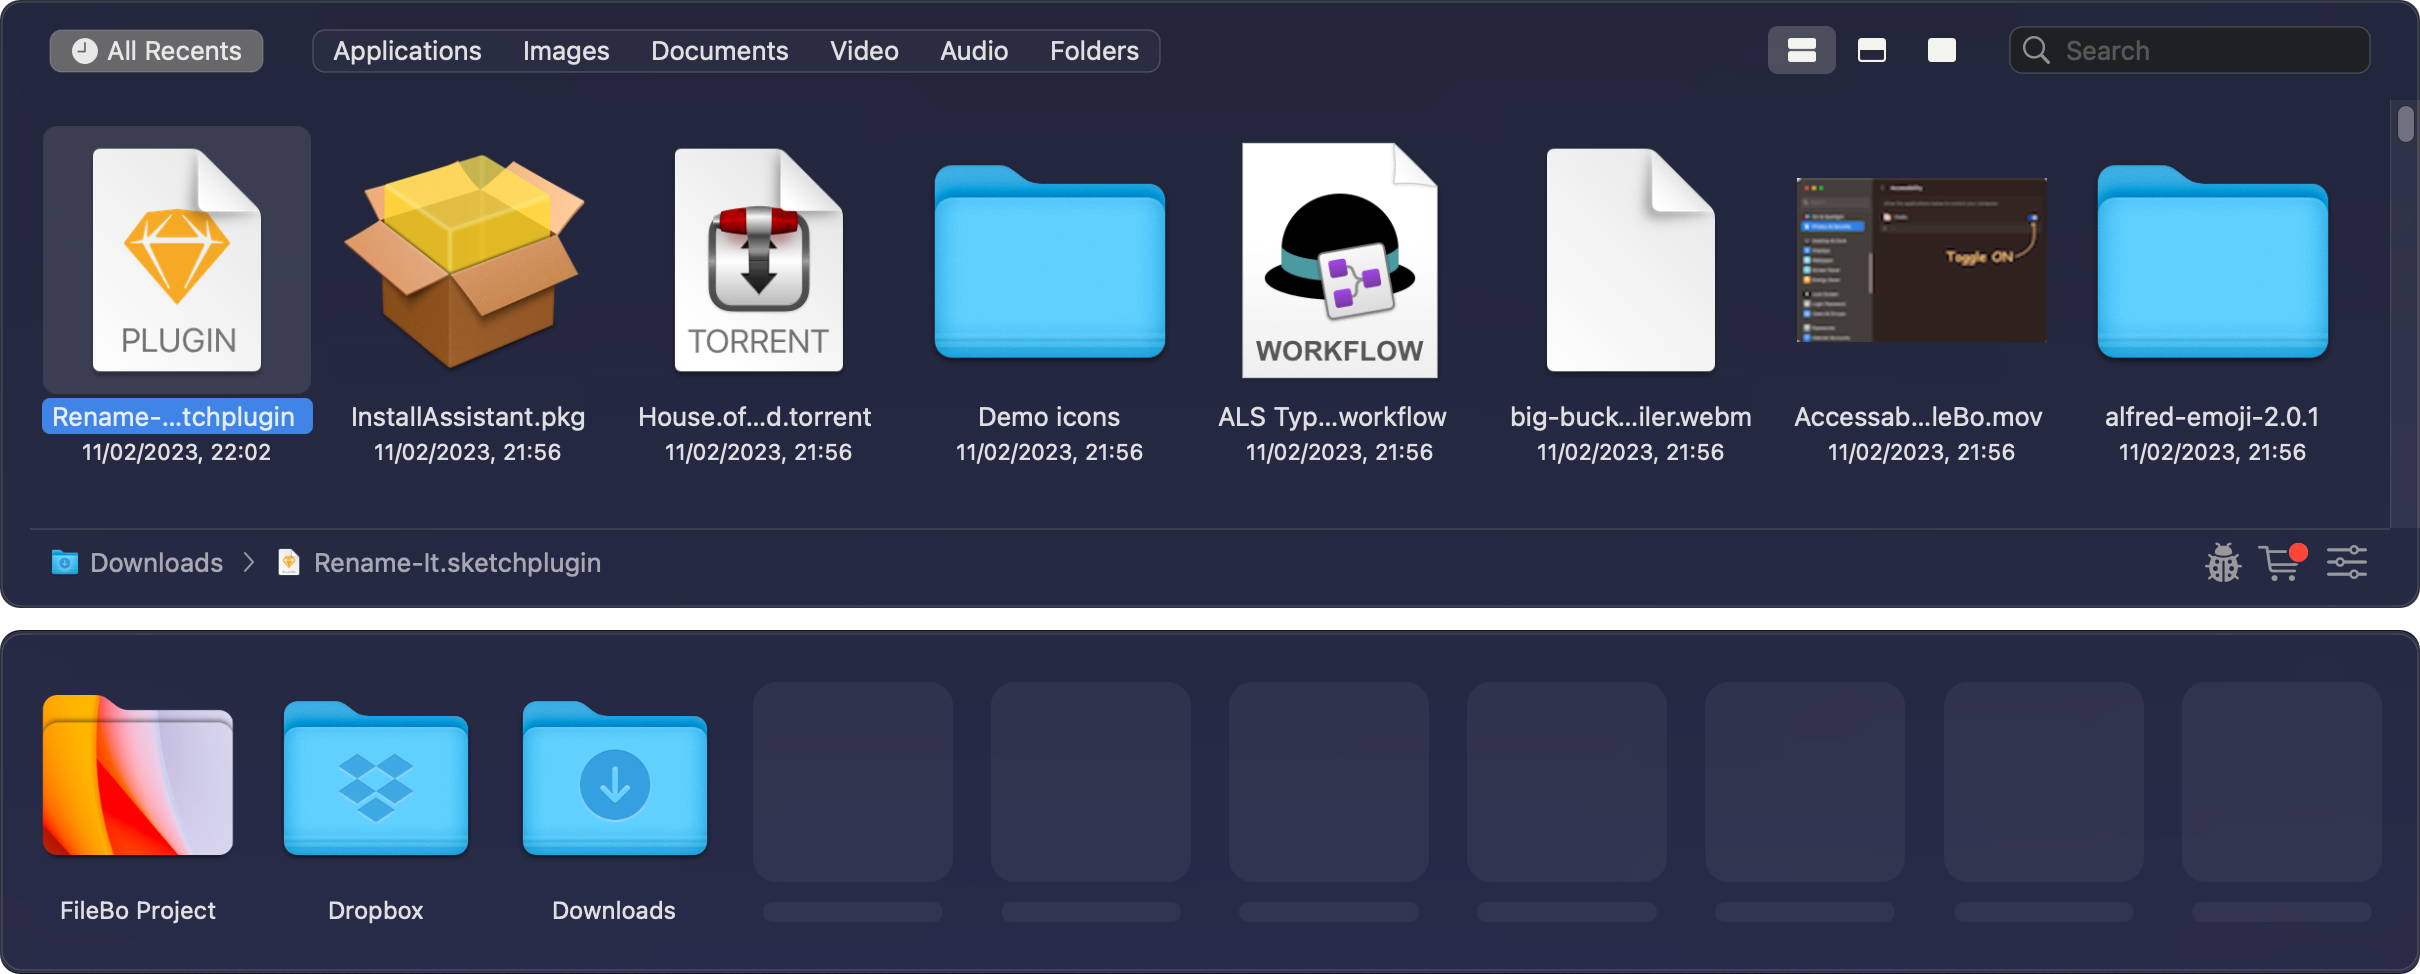 All Recents
Applications Images Documents Video Audio Folders
Search
PLUGIN
TORRENT
WORKFLOW
Accessibility
Toggle ON
Rename-...tchplugin
11/02/2023, 22:02
InstallAssistant.pkg
11/02/2023, 21:56
House.of...d.torrent
11/02/2023, 21:56
Demo icons
11/02/2023, 21:56
ALS Typ...workflow
11/02/2023, 21:56
big-buck...iler.webm
11/02/2023, 21:56
Accessab...leBo.mov
11/02/2023, 21:56
alfred-emoji-2.0.1
11/02/2023, 21:56
Downloads
Rename-It.sketchplugin
FileBo Project
Dropbox
Downloads